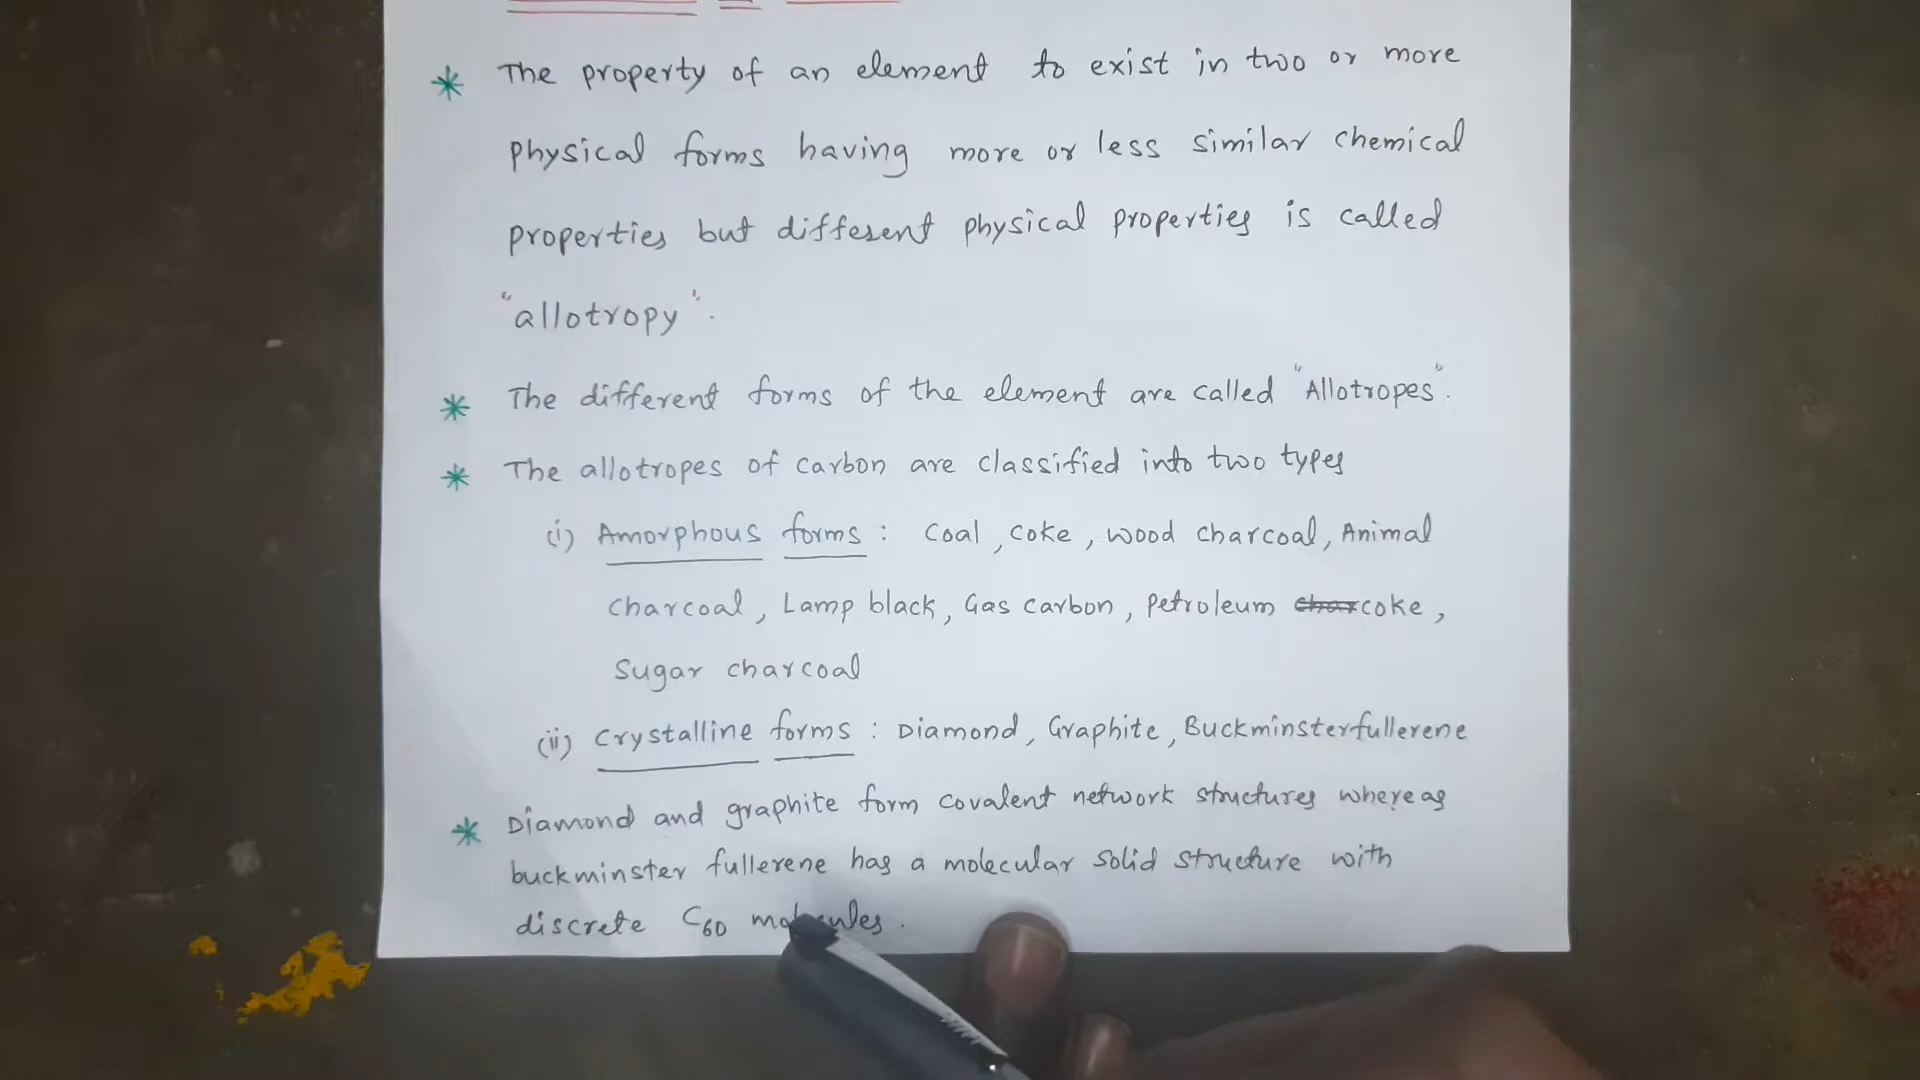 * The property of an element to exist in two or more
physical forms having more or less similar chemical
properties but different physical properties is called
"allotropy".
* The different forms of the element are called "Allotropes".
* The allotropes of carbon are classified into two types
(i) Amorphous forms : Coal, Coke, Wood Charcoal, Animal
Charcoal, Lamp black, Gas carbon, Petroleum char coke,
Sugar charcoal
(ii) Crystalline forms : Diamond, Graphite, Buckminsterfullerene
* Diamond and graphite form covalent network structures whereas
buckminster fullerene has a molecular solid structure with
discrete C60 molecules.